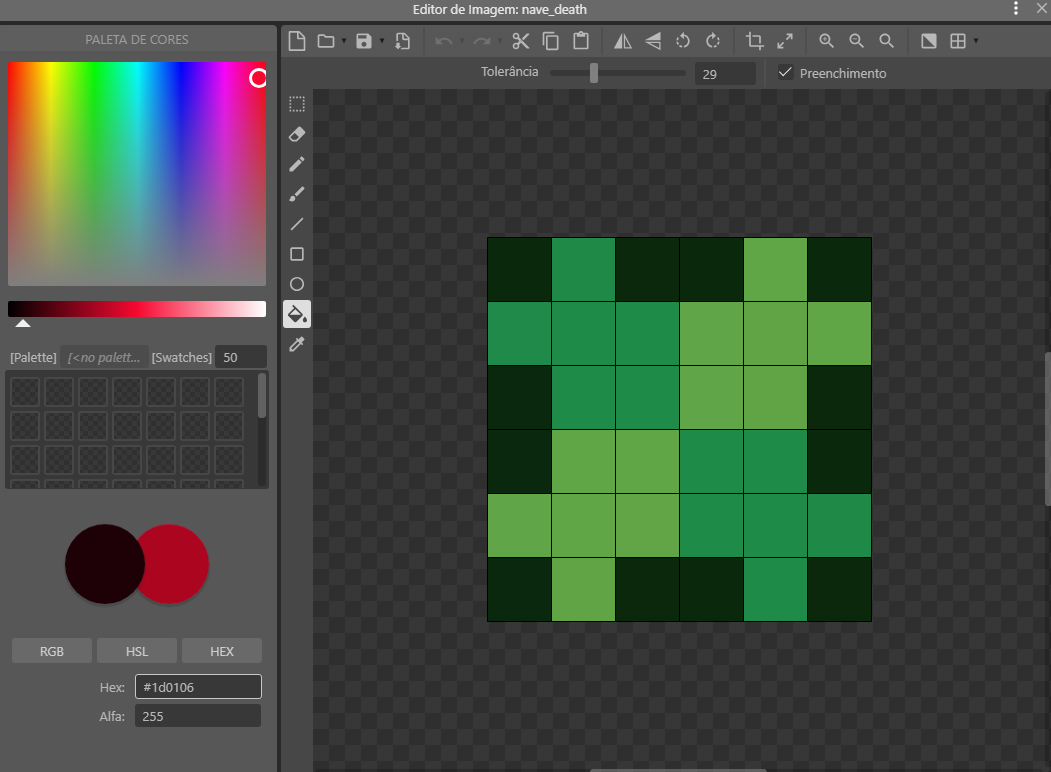 Editor de Imagem: nave_death
PALETA DE CORES
Tolerância
29
Preenchimento
[Palette] [<no palett... [Swatches] 50
RGB HSL HEX
Hex: #1d0106
Alfa: 255